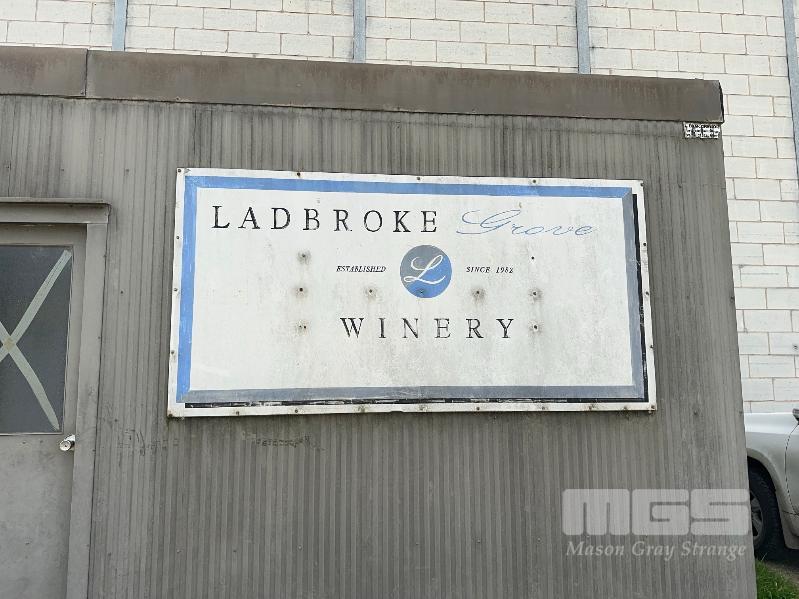 LADBROKE Grove
ESTABLISHED L SINCE 1982
WINERY
MGS
Mason Gray Strange